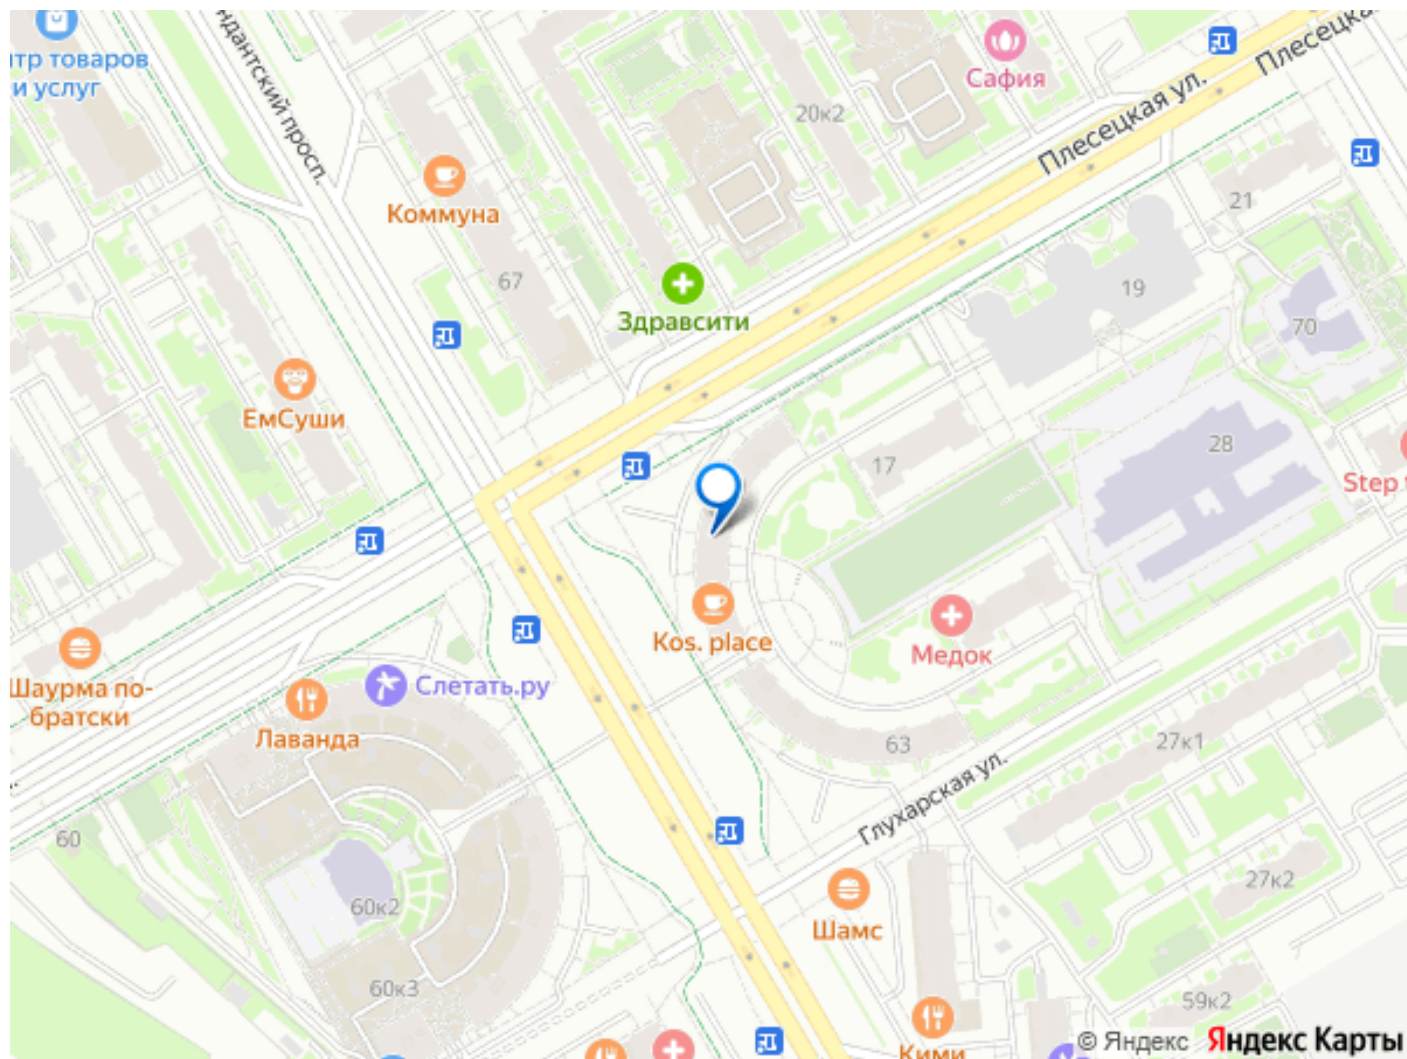 нтр товаров
и услуг
ндантский просп.
Коммуна
67
ЕмСуши
Здравсити
20к2
Сафия
Плесецкая ул.
Плесецка
21
19
70
28
17
Step
Kos. place
Медок
63
Глухарская ул.
27к1
27к2
Шаурма по-
братски
Лаванда
Слетать.ру
60
60к2
60к3
Шамс
Кими
59к2
© Яндекс Яндекс Карты